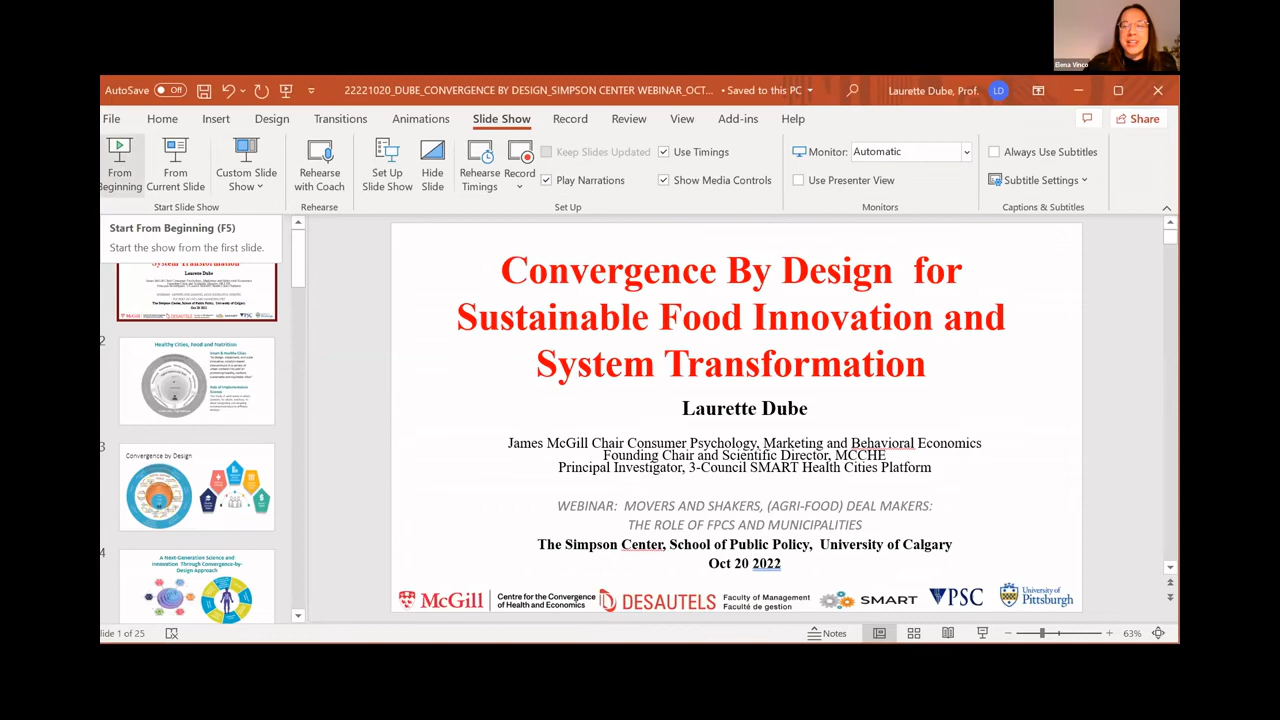 Elena Vinco
AutoSave Off
22221020_DUBE_CONVERGENCE BY DESIGN_SIMPSON CENTER WEBINAR_OCT... • Saved to this PC
Laurette Dube, Prof. LD
File Home Insert Design Transitions Animations Slide Show Record Review View Add-ins Help
Share
From Beginning
From Current Slide
Custom Slide Show
Rehearse with Coach
Set Up Slide Show
Hide Slide
Rehearse Timings
Record
Keep Slides Updated
Play Narrations
Use Timings
Show Media Controls
Monitor: Automatic
Use Presenter View
Always Use Subtitles
Subtitle Settings
Start Slide Show
Rehearse
Set Up
Monitors
Captions & Subtitles
Start From Beginning (F5)
Start the show from the first slide.
System Transformation
Laurette Dube
2
Healthy Cities, Food and Nutrition
3
Convergence by Design
4
A Next-Generation Science and
Innovation Through Convergence-by-
Design-Approach
Convergence By Design for
Sustainable Food Innovation and
System Transformation
Laurette Dube
James McGill Chair Consumer Psychology, Marketing and Behavioral Economics
Founding Chair and Scientific Director, MCCHE
Principal Investigator, 3-Council SMART Health Cities Platform
WEBINAR: MOVERS AND SHAKERS, (AGRI-FOOD) DEAL MAKERS:
THE ROLE OF FPCS AND MUNICIPALITIES
The Simpson Center, School of Public Policy, University of Calgary
Oct 20 2022
McGill
Centre for the Convergence
of Health and Economics
DESAUTELS
Faculty of Management
Faculté de gestion
SMART
PSC
University of
Pittsburgh
lide 1 of 25
Notes
63%